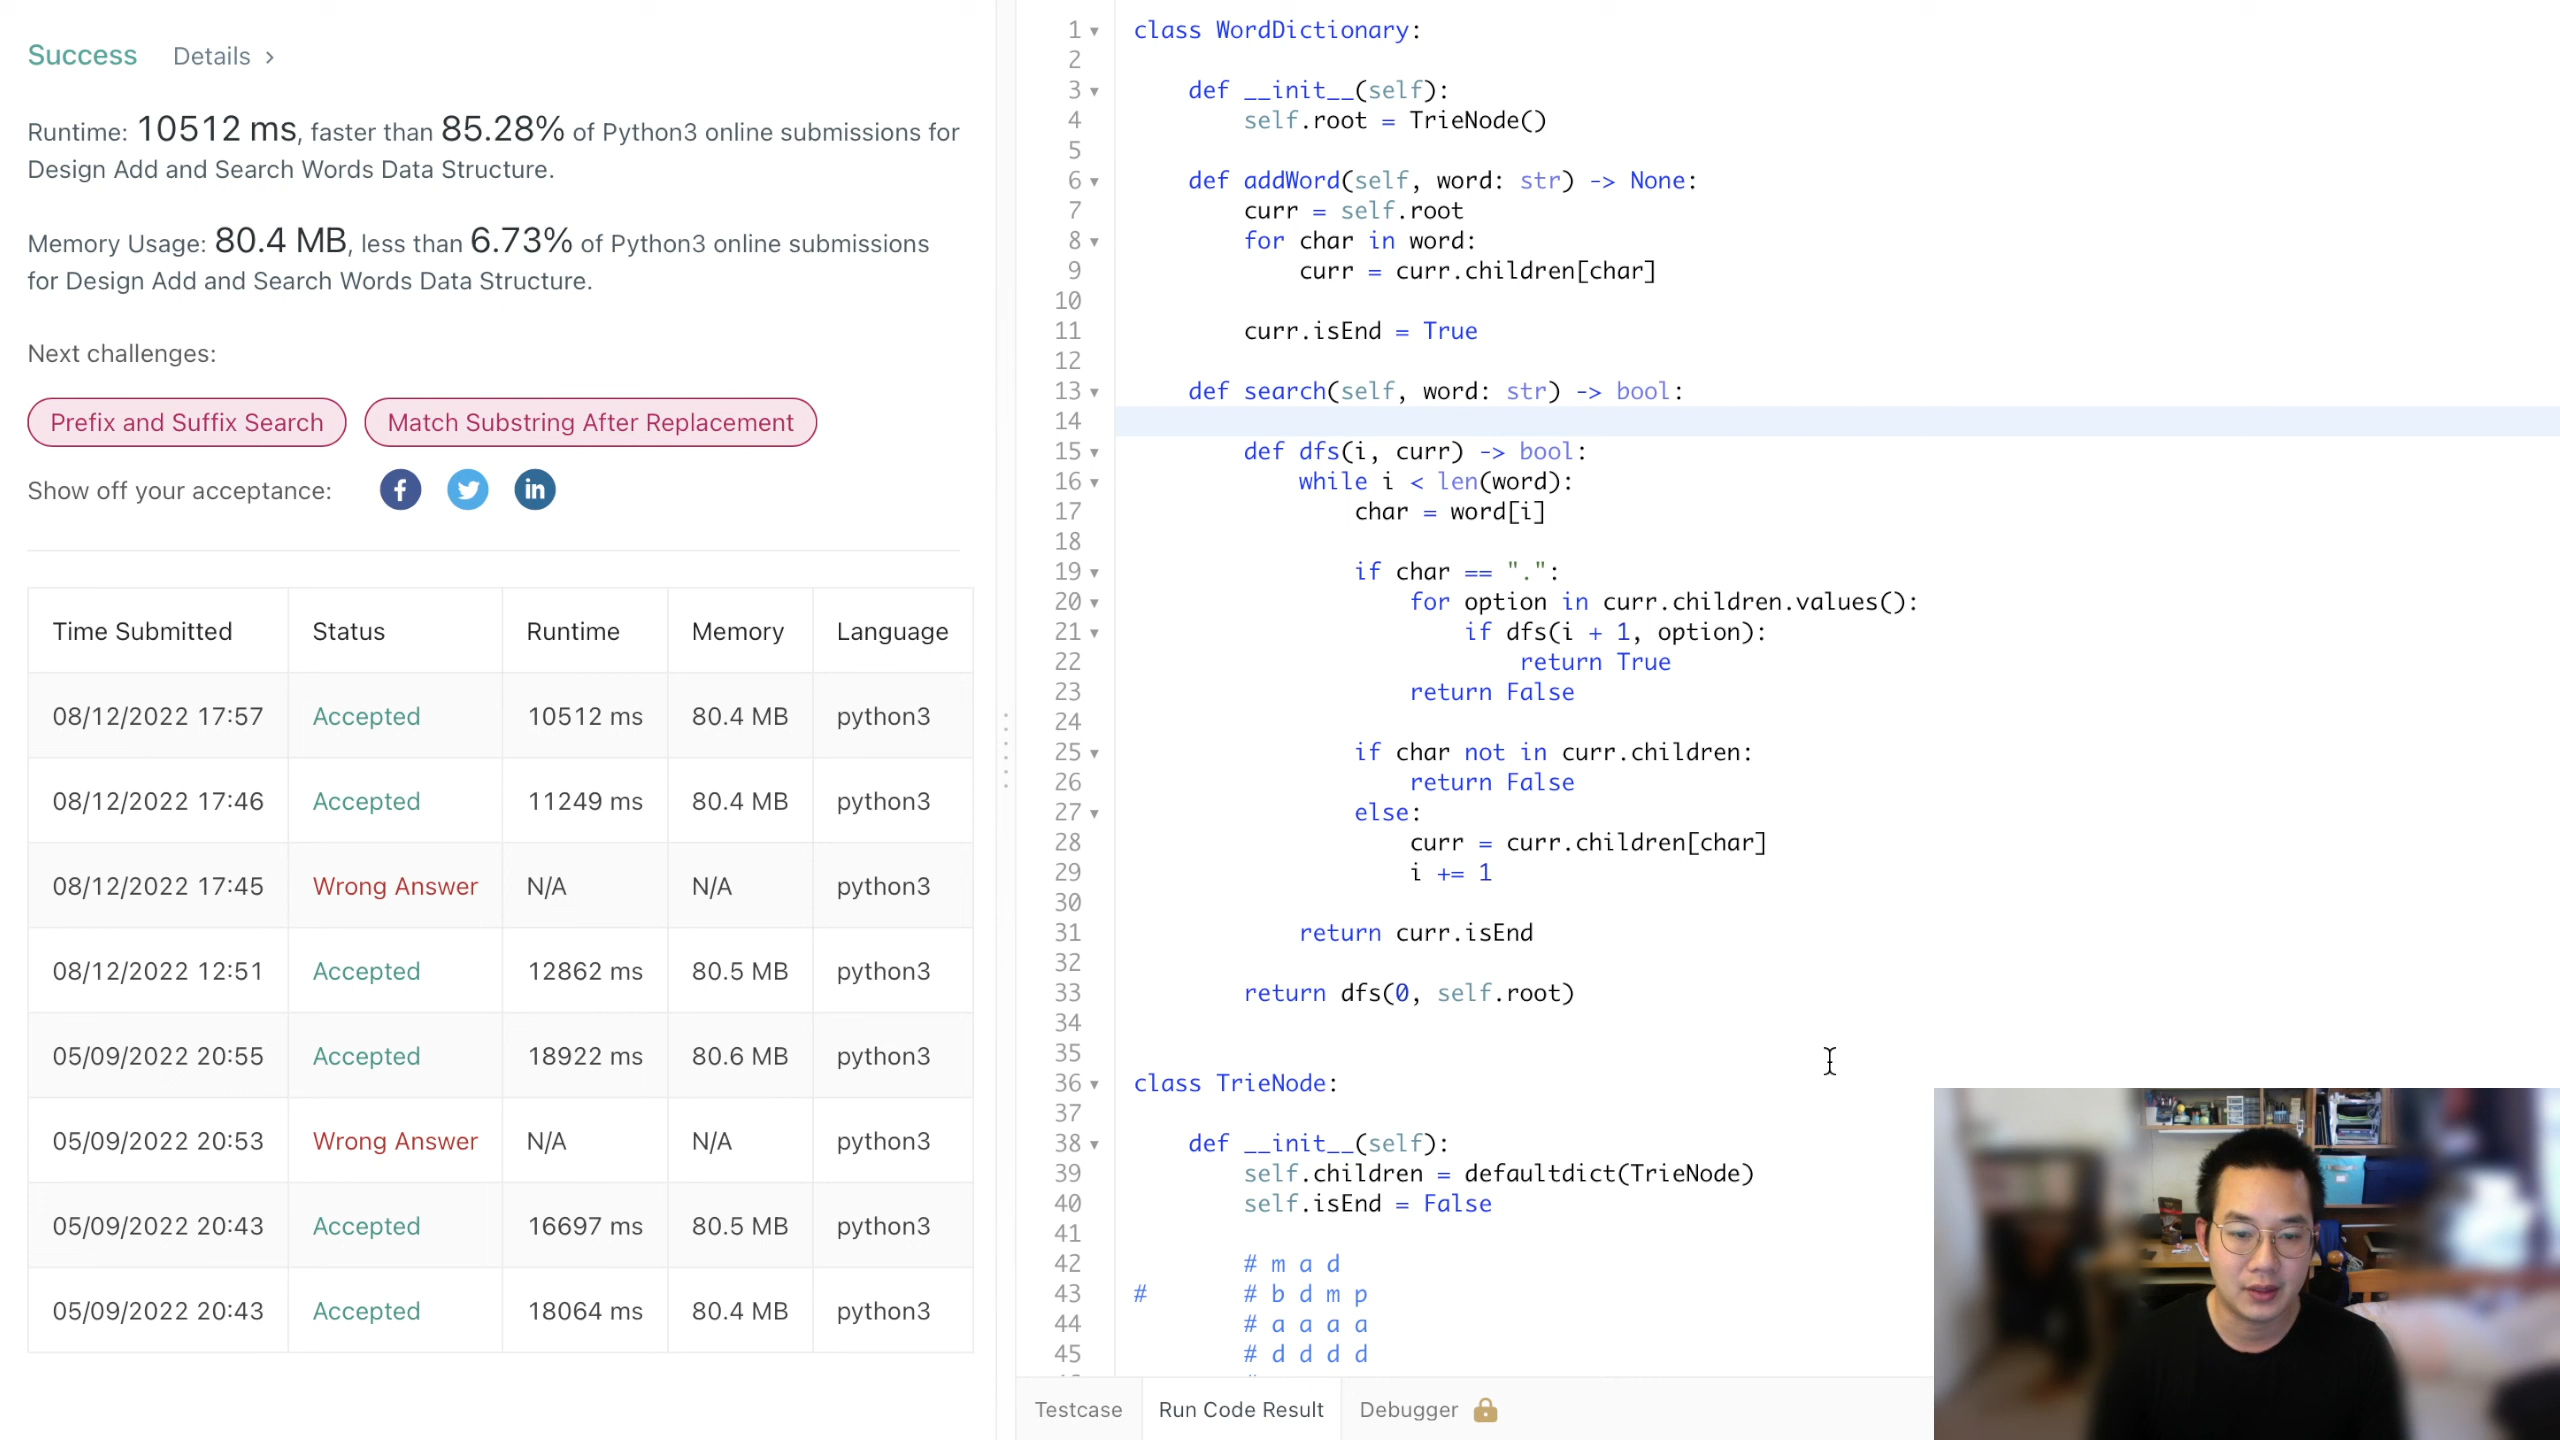 Success Details >
Runtime: 10512 ms, faster than 85.28% of Python3 online submissions for
Design Add and Search Words Data Structure.
Memory Usage: 80.4 MB, less than 6.73% of Python3 online submissions
for Design Add and Search Words Data Structure.
Next challenges:
Prefix and Suffix Search Match Substring After Replacement
Show off your acceptance: f in
Time Submitted Status Runtime Memory Language
08/12/2022 17:57 Accepted 10512 ms 80.4 MB python3
08/12/2022 17:46 Accepted 11249 ms 80.4 MB python3
08/12/2022 17:45 Wrong Answer N/A N/A python3
08/12/2022 12:51 Accepted 12862 ms 80.5 MB python3
05/09/2022 20:55 Accepted 18922 ms 80.6 MB python3
05/09/2022 20:53 Wrong Answer N/A N/A python3
05/09/2022 20:43 Accepted 16697 ms 80.5 MB python3
05/09/2022 20:43 Accepted 18064 ms 80.4 MB python3
1 class WordDictionary:
2
3 def __init__(self):
4 self.root = TrieNode()
5
6 def addWord(self, word: str) -> None:
7 curr = self.root
8 for char in word:
9 curr = curr.children[char]
10
11 curr.isEnd = True
12
13 def search(self, word: str) -> bool:
14
15 def dfs(i, curr) -> bool:
16 while i < len(word):
17 char = word[i]
18
19 if char == ".":
20 for option in curr.children.values():
21 if dfs(i + 1, option):
22 return True
23 return False
24
25 if char not in curr.children:
26 return False
27 else:
28 curr = curr.children[char]
29 i += 1
30
31 return curr.isEnd
32
33 return dfs(0, self.root)
34
35
36 class TrieNode:
37
38 def __init__(self):
39 self.children = defaultdict(TrieNode)
40 self.isEnd = False
41
42 # m a d
43 # # b d m p
44 # a a a a
45 # d d d d
Testcase Run Code Result Debugger